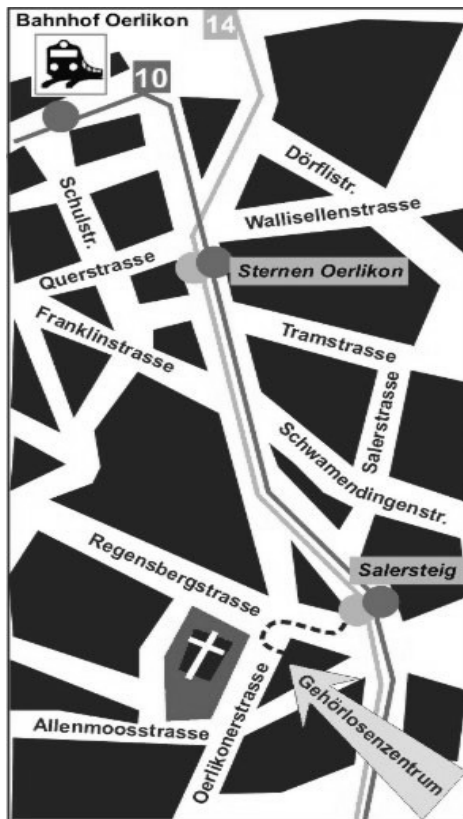 Bahnhof Oerlikon
14
10
Dörflistr.
Schulstr.
Wallisellenstrasse
Querstrasse
Sternen Oerlikon
Franklinstrasse
Tramstrasse
Salerstrasse
Schwamendingenstr.
Regensbergstrasse
Salersteig
Gehörlosenzentrum
Oerlikonerstrasse
Allenmoosstrasse